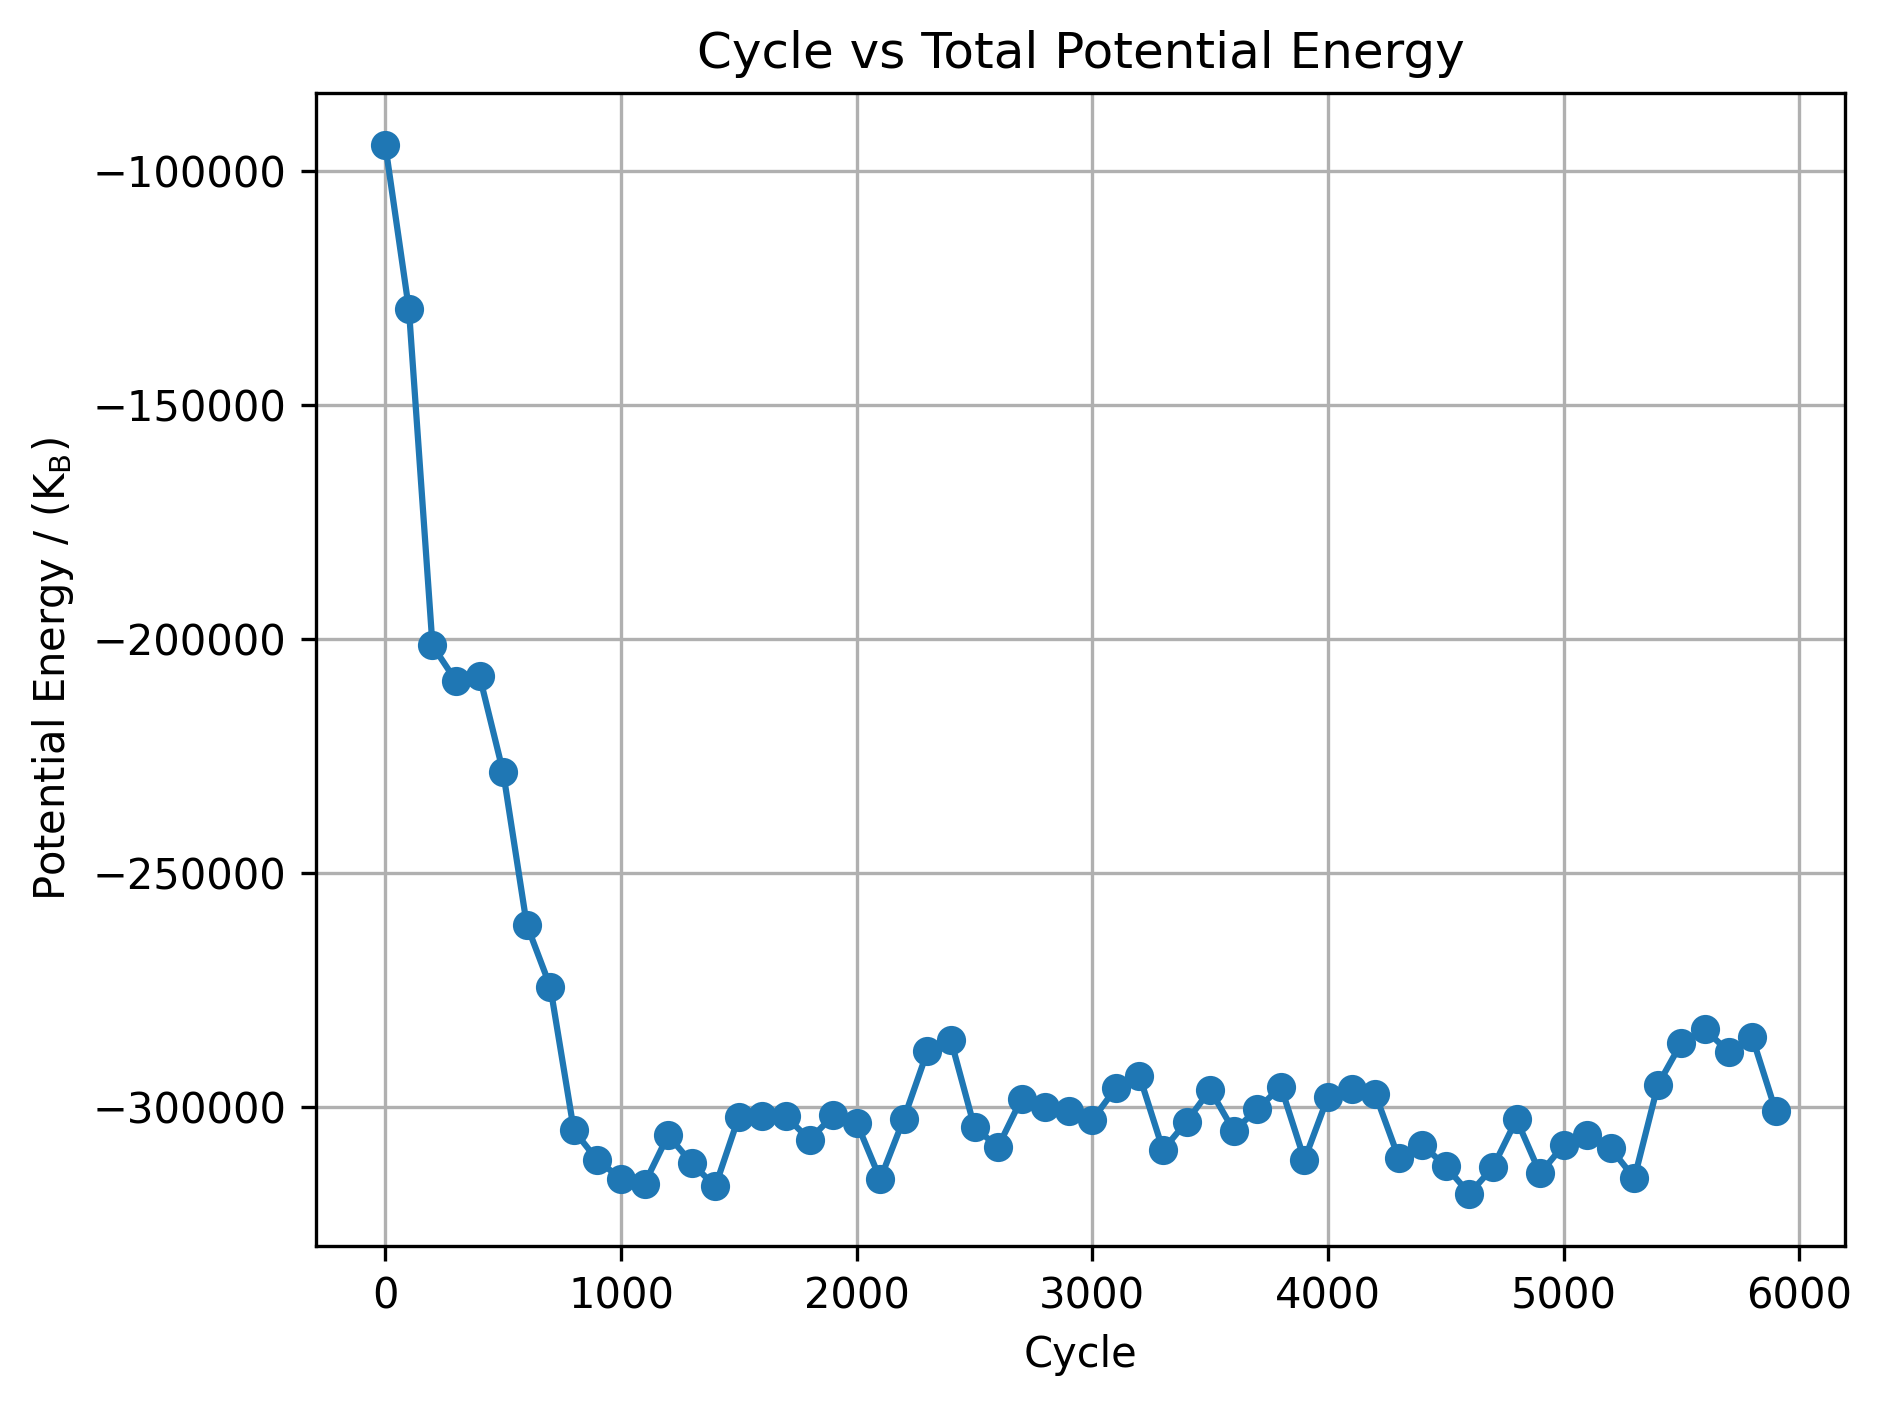 Cycle vs Total Potential Energy
Potential Energy / (K_B)
−100000
−150000
−200000
−250000
−300000
0 1000 2000 3000 4000 5000 6000
Cycle